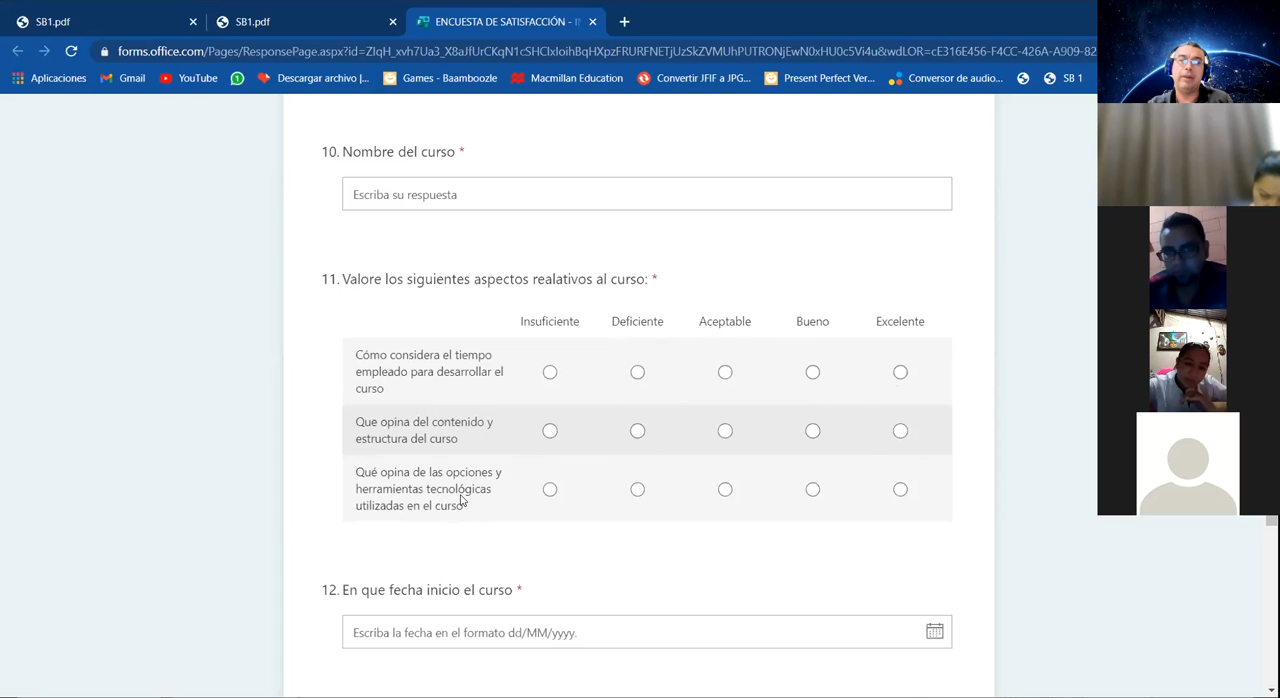 SB1.pdf
SB1.pdf
ENCUESTA DE SATISFACCIÓN - I
forms.office.com/Pages/ResponsePage.aspx?id=ZIqH_xvh7Ua3_X8aJfUrCKqN1cSHCIxIoihBqHXpzFRURFNETjUzSkZVMUhPUTRONjEwN0xHU0c5Vi4u&wdLOR=cE316E456-F4CC-426A-A909-82
Aplicaciones
Gmail
YouTube
Descargar archivo |...
Games - Baamboozle
Macmillan Education
Convertir JFIF a JPG...
Present Perfect Ver...
Conversor de audio...
SB 1
10. Nombre del curso *
Escriba su respuesta
11. Valore los siguientes aspectos realativos al curso: *
Insuficiente Deficiente Aceptable Bueno Excelente
Cómo considera el tiempo
empleado para desarrollar el
curso
Que opina del contenido y
estructura del curso
Qué opina de las opciones y
herramientas tecnológicas
utilizadas en el curso
12. En que fecha inicio el curso *
Escriba la fecha en el formato dd/MM/yyyy.